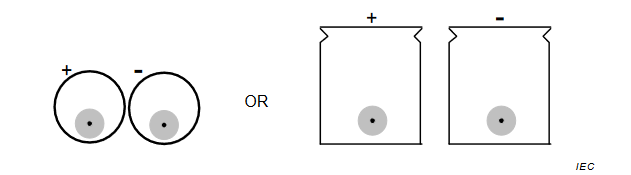 + -
+ -
OR
IEC